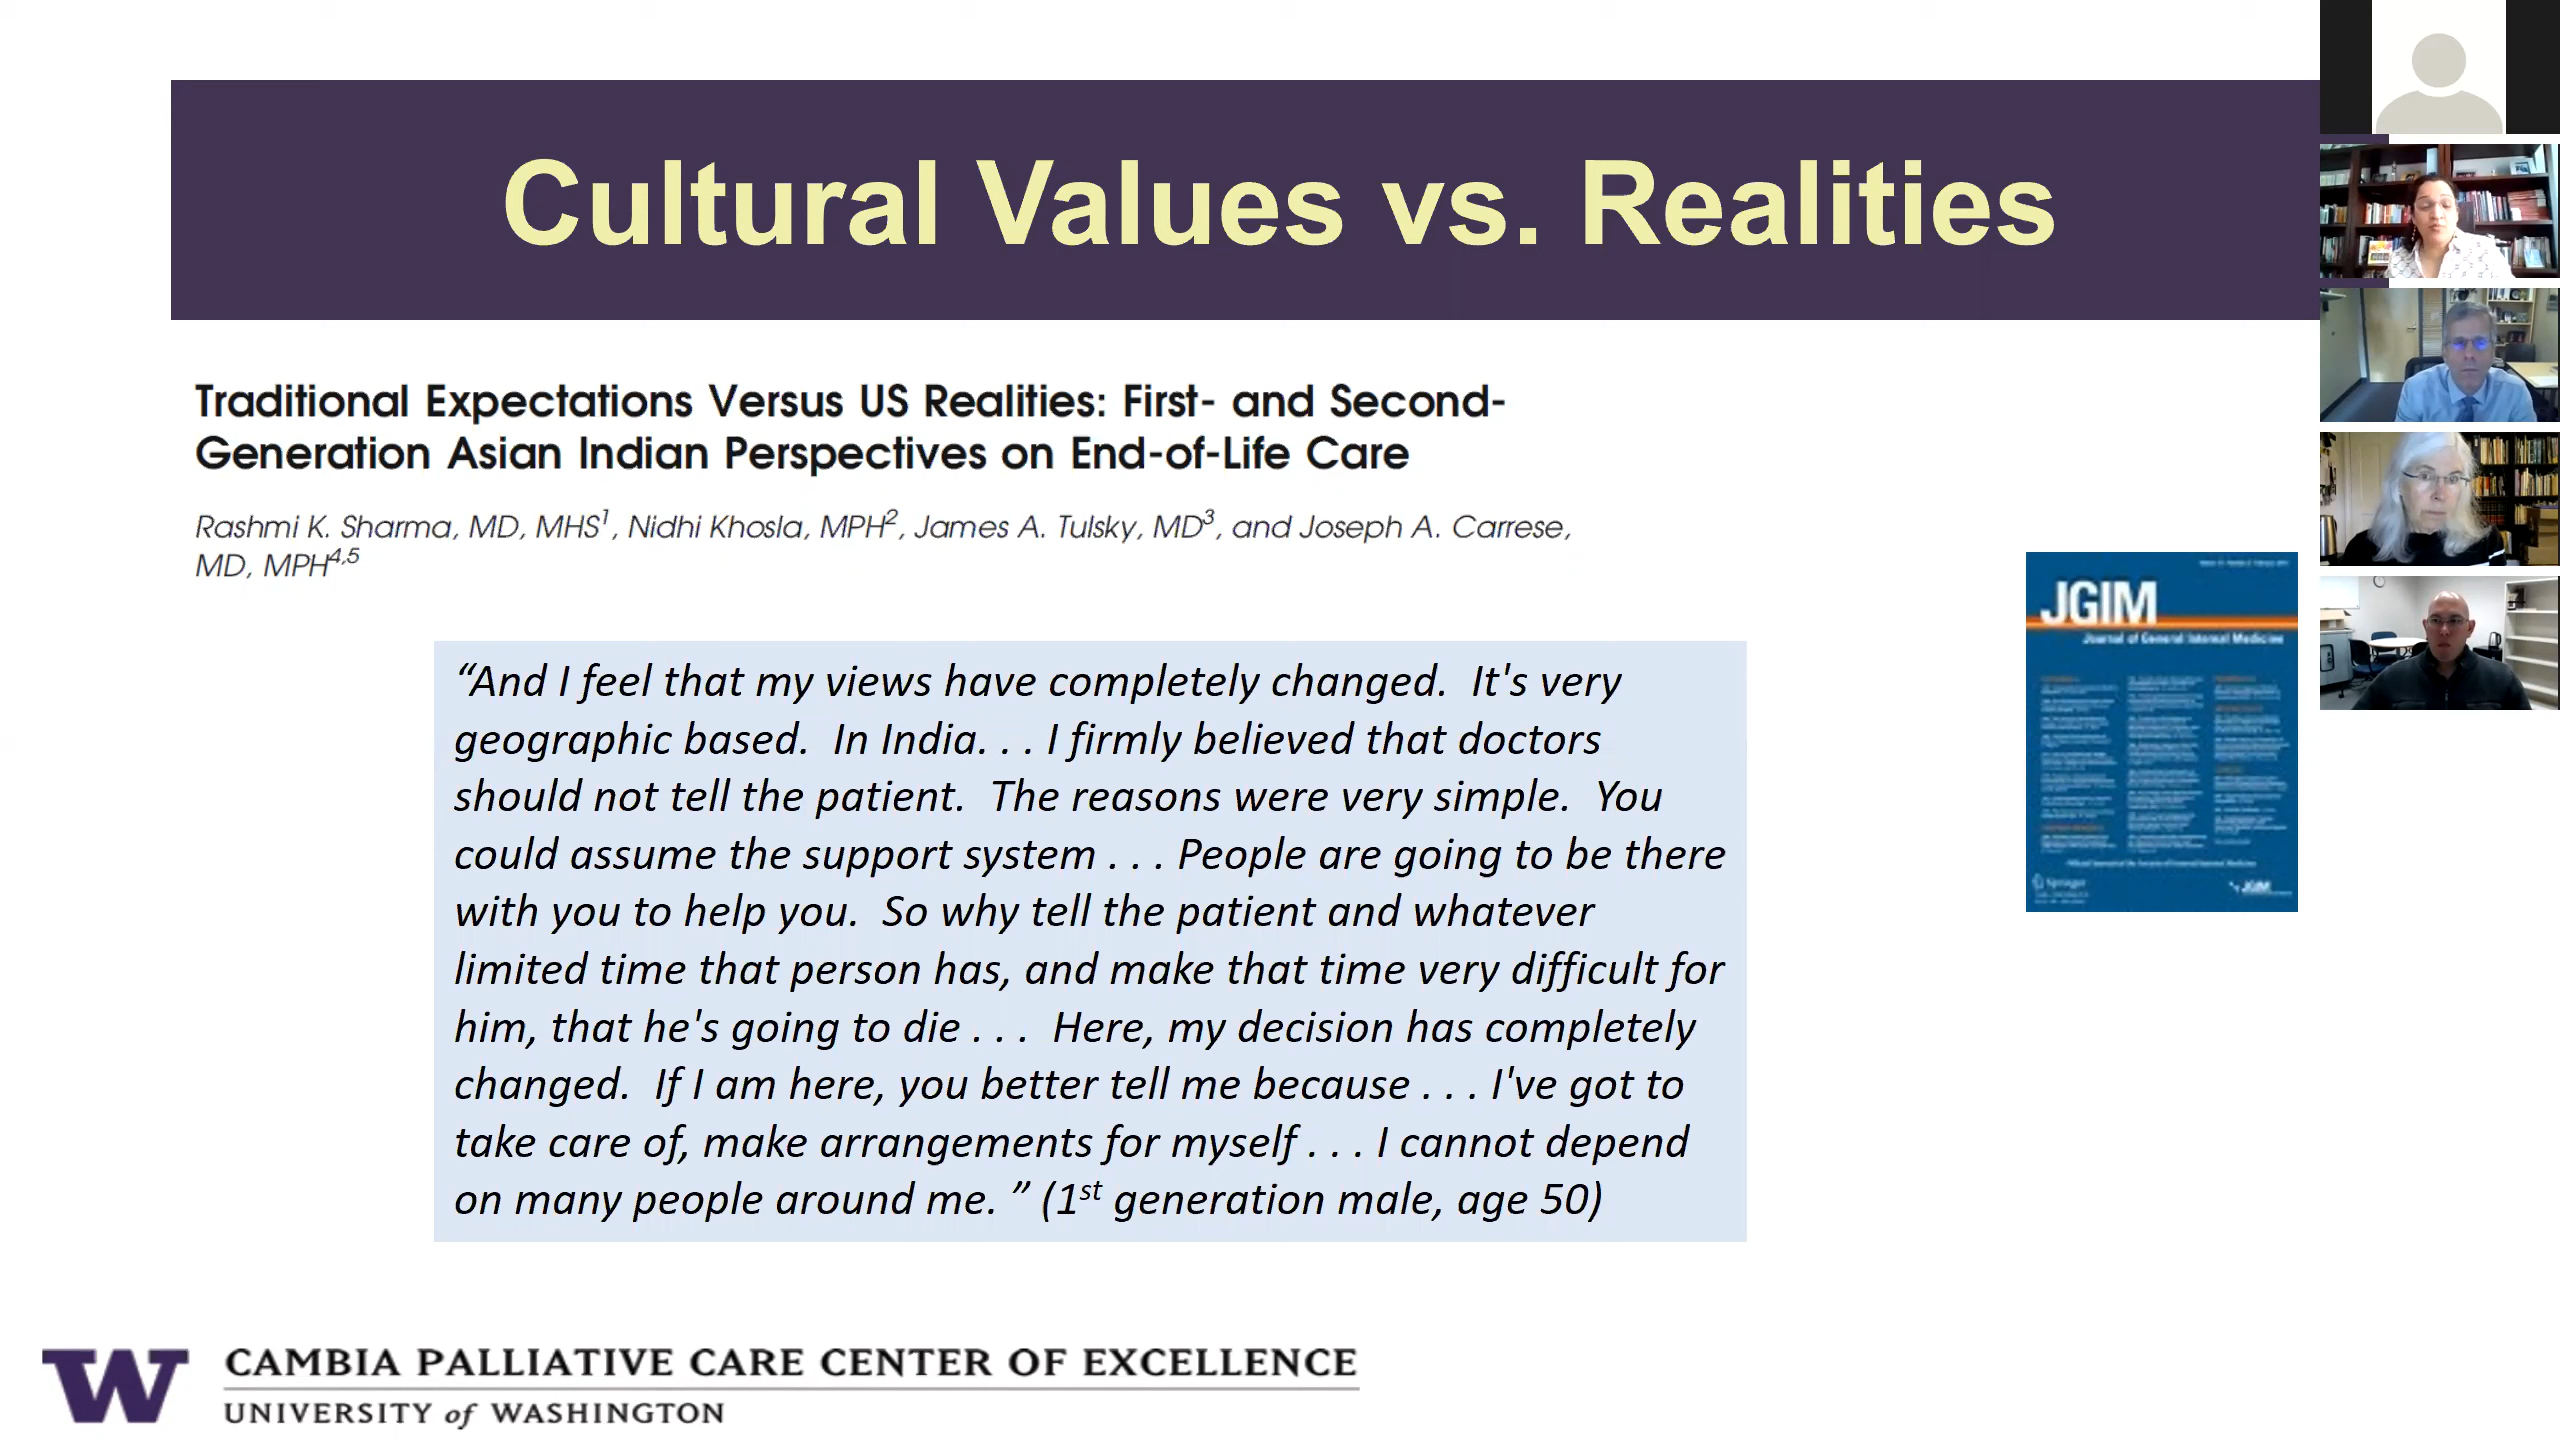 Cultural Values vs. Realities
Traditional Expectations Versus US Realities: First- and Second-
Generation Asian Indian Perspectives on End-of-Life Care
Rashmi K. Sharma, MD, MHS1, Nidhi Khosla, MPH2, James A. Tulsky, MD3, and Joseph A. Carrese,
MD, MPH4,5
“And I feel that my views have completely changed.  It's very
geographic based.  In India. . . I firmly believed that doctors
should not tell the patient.  The reasons were very simple.  You
could assume the support system . . . People are going to be there
with you to help you.  So why tell the patient and whatever
limited time that person has, and make that time very difficult for
him, that he's going to die . . .  Here, my decision has completely
changed.  If I am here, you better tell me because . . . I've got to
take care of, make arrangements for myself . . . I cannot depend
on many people around me. ” (1st generation male, age 50)
JGIM
Journal of General Internal Medicine
Springer
JGIM
W
CAMBIA PALLIATIVE CARE CENTER OF EXCELLENCE
UNIVERSITY of WASHINGTON